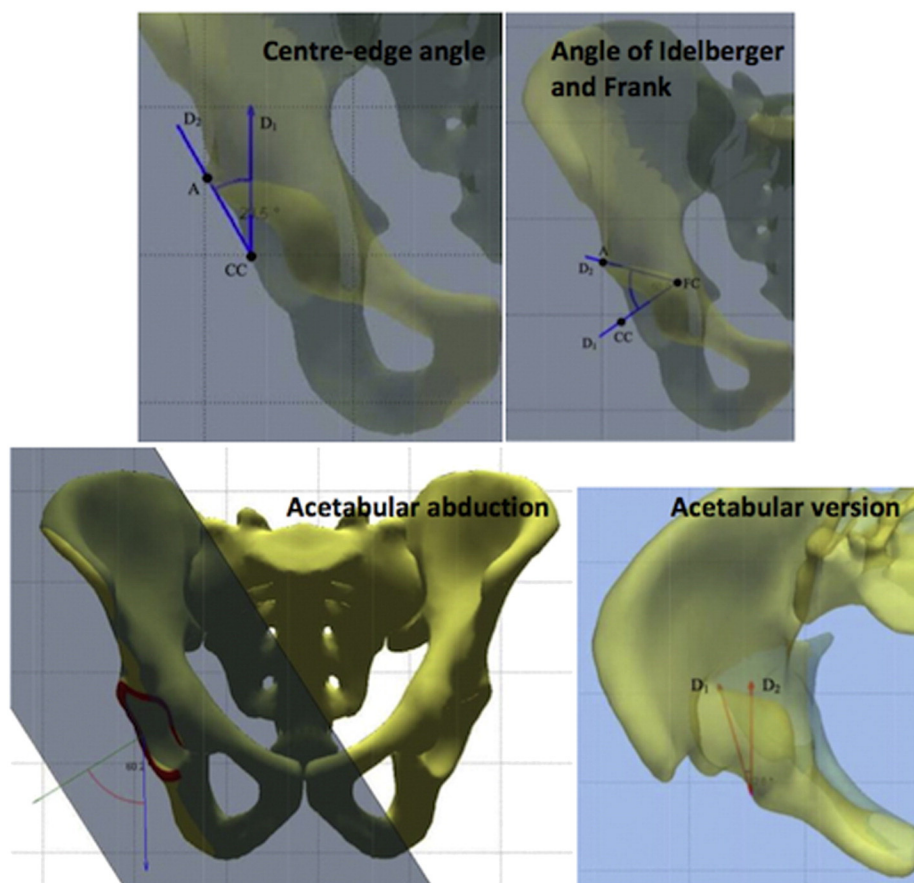 Centre-edge angle
D₂
D₁
A
CC
Angle of Idelberger
and Frank
A
D₂
FC
CC
D₁
Acetabular abduction
Acetabular version
D₁
D₂